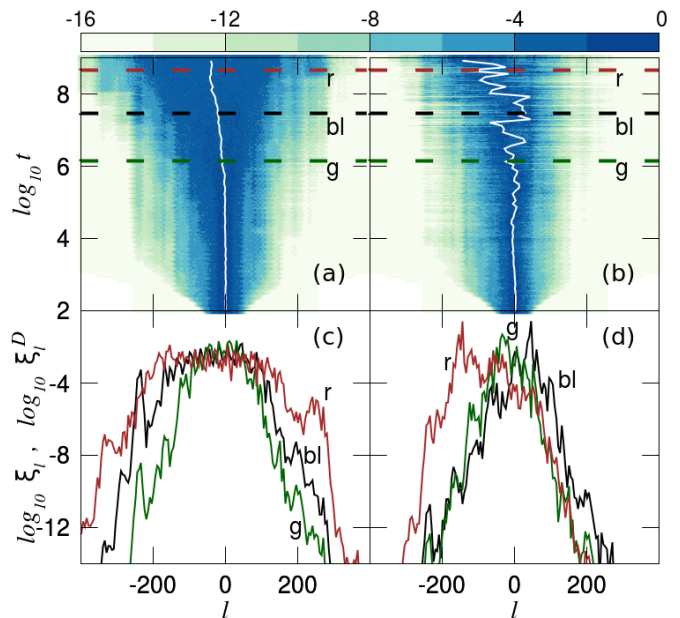 -16 -12 -8 -4 0
8
6
4
2
log₁₀ t
r
bl
g
(a)
r
bl
g
(b)
-4
-8
-12
log₁₀ ξₗ, log₁₀ ξₗᴰ
(c)
r
bl
g
(d)
g
r
bl
-200 0 200
-200 0 200
l
l